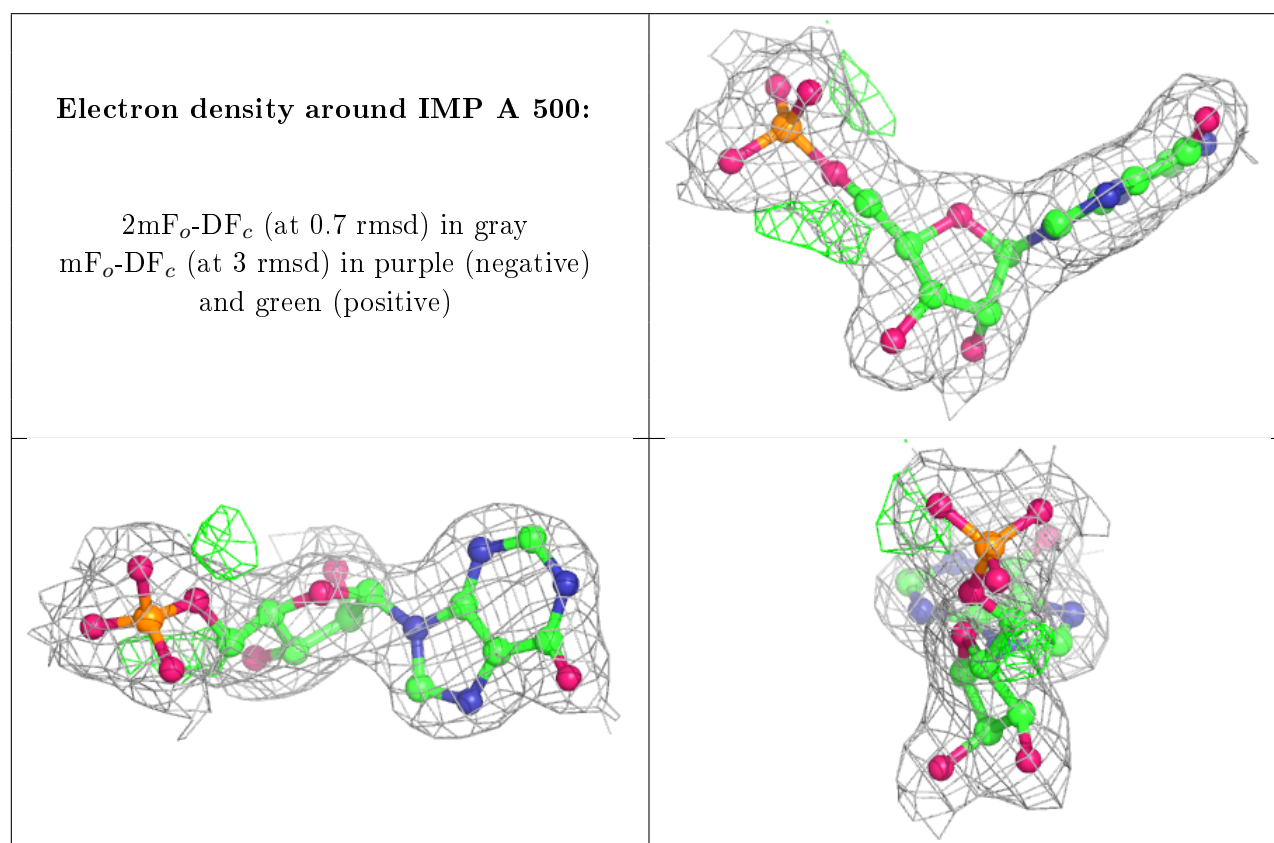 Electron density around IMP A 500:
2mFo-DFc (at 0.7 rmsd) in gray
mFo-DFc (at 3 rmsd) in purple (negative)
and green (positive)